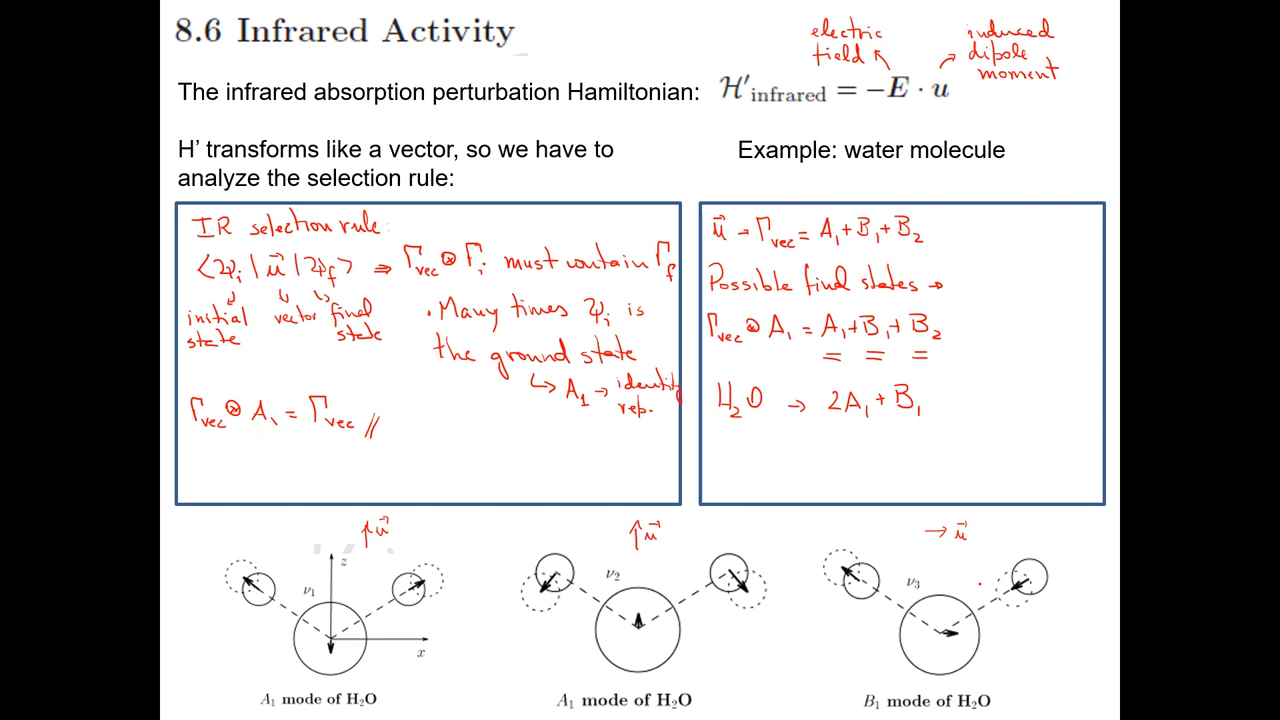 8.6 Infrared Activity
electric field
induced dipole moment
The infrared absorption perturbation Hamiltonian: H'infrared = −E · u
H' transforms like a vector, so we have to
analyze the selection rule:
Example: water molecule
IR selection rule:
⟨Ψi | u⃗ | Ψf⟩ ⇒ Γvec ⊗ Γi must contain Γf
initial state
vector
final state
. Many times Ψi is
the ground state
↳ A1 → identity
rep.
Γvec ⊗ A1 = Γvec //
u⃗ → Γvec = A1 + B1 + B2
Possible final states →
Γvec ⊗ A1 = A1 + B1 + B2
H2O → 2A1 + B1
↑ u⃗
↑ u⃗
→ u⃗
z
ν1
x
ν2
ν3
A1 mode of H2O
A1 mode of H2O
B1 mode of H2O